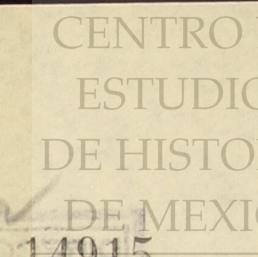 CENTRO
ESTUDIO
DE HISTO
DE MEXIC
14915